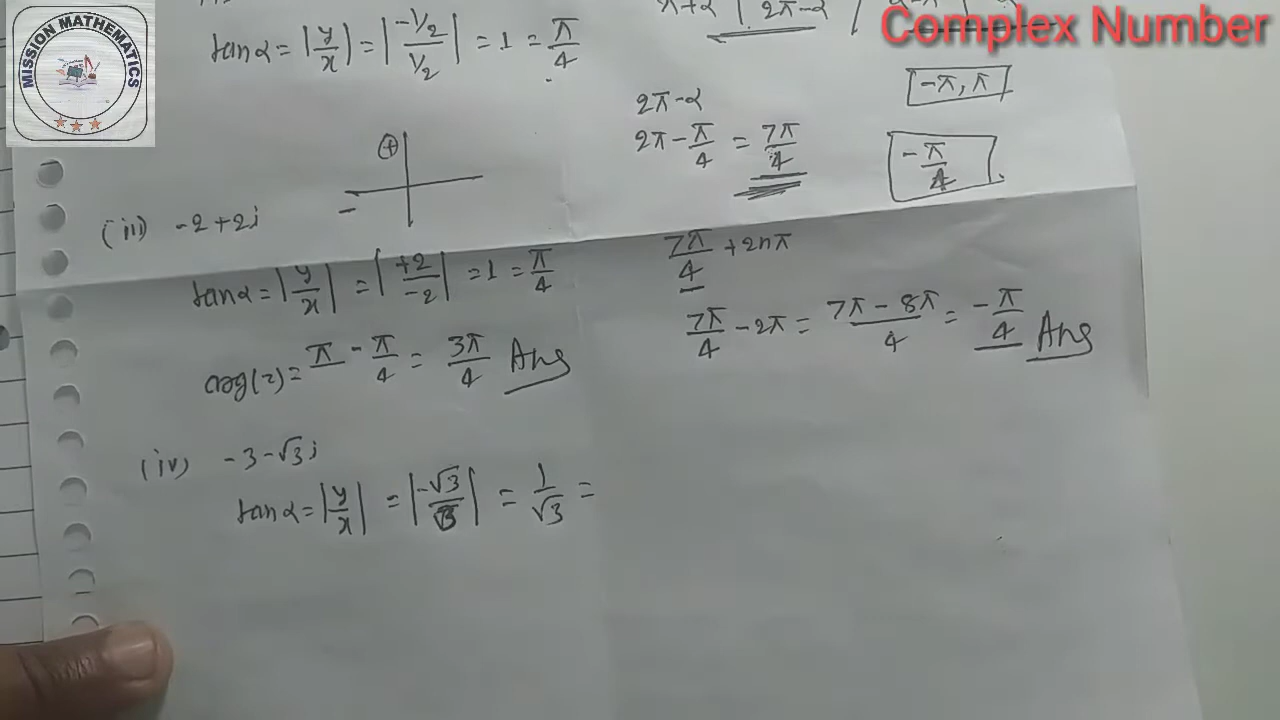 MISSION MATHEMATICS
Complex Number
tan α = |y/x| = |(-1/2)/(1/2)| = 1 = π/4
π+α | 2π-α
-π, π
2π-α
2π - π/4 = 7π/4
-π/4
+
-
(iii) -2+2i
tan α = |y/x| = |+2/-2| = 1 = π/4
arg(z) = π - π/4 = 3π/4 Ans
7π/4 + 2nπ
7π/4 - 2π = (7π - 8π)/4 = -π/4 Ans
(iv) -3-√3i
tan α = |y/x| = |-√3/3| = 1/√3 =